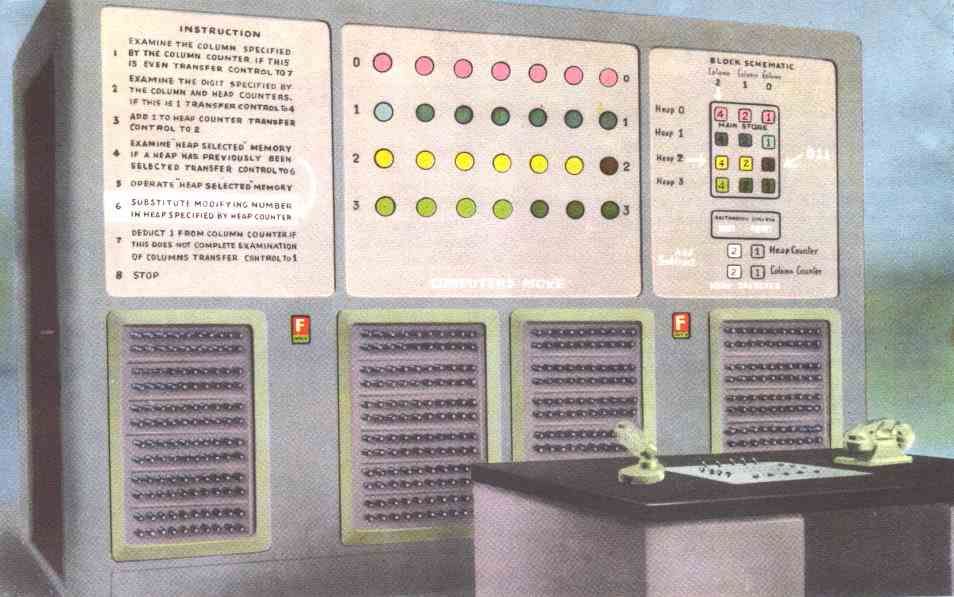 INSTRUCTION
1 EXAMINE THE COLUMN SPECIFIED
BY THE COLUMN COUNTER IF THIS
IS EVEN TRANSFER CONTROL TO 7
2 EXAMINE THE DIGIT SPECIFIED BY
THE COLUMN AND HEAP COUNTERS.
IF THIS IS 1 TRANSFER CONTROL TO 4
3 ADD 1 TO HEAP COUNTER TRANSFER
CONTROL TO 2
4 EXAMINE "HEAP SELECTED" MEMORY
IF A HEAP HAS PREVIOUSLY BEEN
SELECTED TRANSFER CONTROL TO 6
5 OPERATE "HEAP SELECTED" MEMORY
6 SUBSTITUTE MODIFYING NUMBER
IN HEAP SPECIFIED BY HEAP COUNTER
7 DEDUCT 1 FROM COLUMN COUNTER. IF
THIS DOES NOT COMPLETE EXAMINATION
OF COLUMNS TRANSFER CONTROL TO 1
8 STOP
0 0
1 1
2 2
3 3
COMPUTERS MOVE
BLOCK SCHEMATIC
Column Column Column
2 1 0
Heap 0 4 2 1
MAIN STORE
Heap 1 4 2 1
Heap 2 4 2 1 011
Heap 3 4 2 1
2 1 Heap Counter
Subtract
2 1 Column Counter
F
F